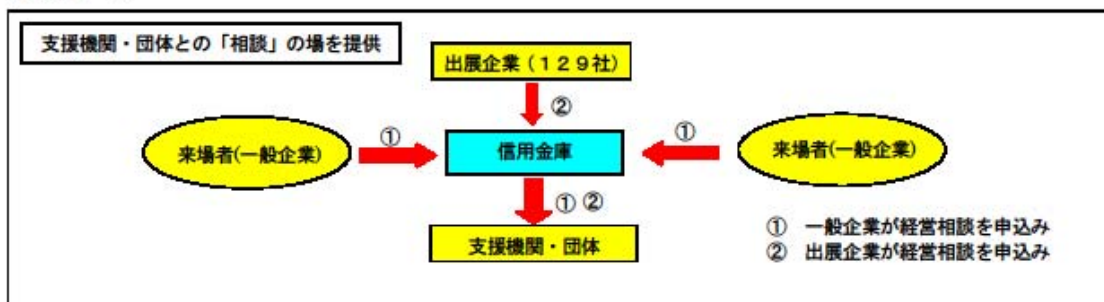 支援機関・団体との「相談」の場を提供
出展企業（１２９社）
②
① ①
来場者(一般企業) 信用金庫 来場者(一般企業)
① ②
支援機関・団体
① 一般企業が経営相談を申込み
② 出展企業が経営相談を申込み